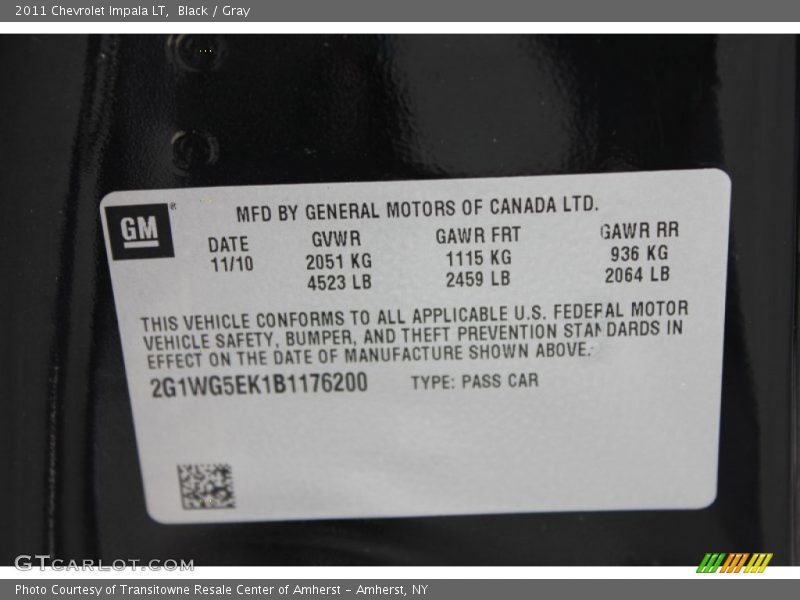 2011 Chevrolet Impala LT, Black / Gray
GM®
MFD BY GENERAL MOTORS OF CANADA LTD.
DATE GVWR GAWR FRT GAWR RR
11/10 2051 KG 1115 KG 936 KG
4523 LB 2459 LB 2064 LB
THIS VEHICLE CONFORMS TO ALL APPLICABLE U.S. FEDERAL MOTOR
VEHICLE SAFETY, BUMPER, AND THEFT PREVENTION STANDARDS IN
EFFECT ON THE DATE OF MANUFACTURE SHOWN ABOVE.
2G1WG5EK1B1176200 TYPE: PASS CAR
GTCARLOT.COM
Photo Courtesy of Transitowne Resale Center of Amherst - Amherst, NY